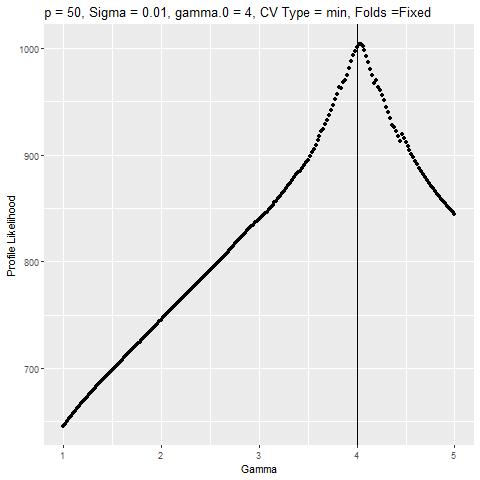 p = 50, Sigma = 0.01, gamma.0 = 4, CV Type = min, Folds =Fixed
1000
900
800
700
Profile Likelihood
1 2 3 4 5
Gamma